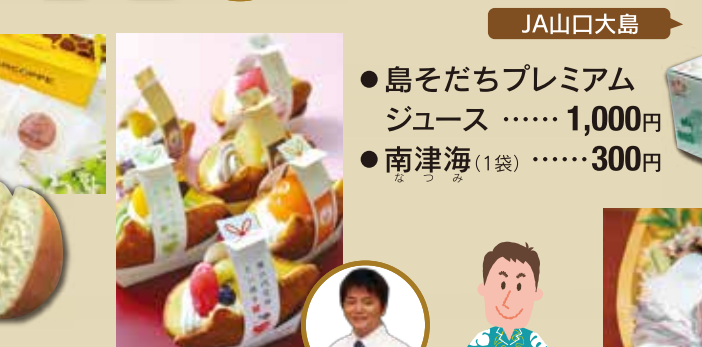 JA山口大島
●島そだちプレミアム
ジュース ……1,000円
●南津海(1袋) ……300円
なつみ